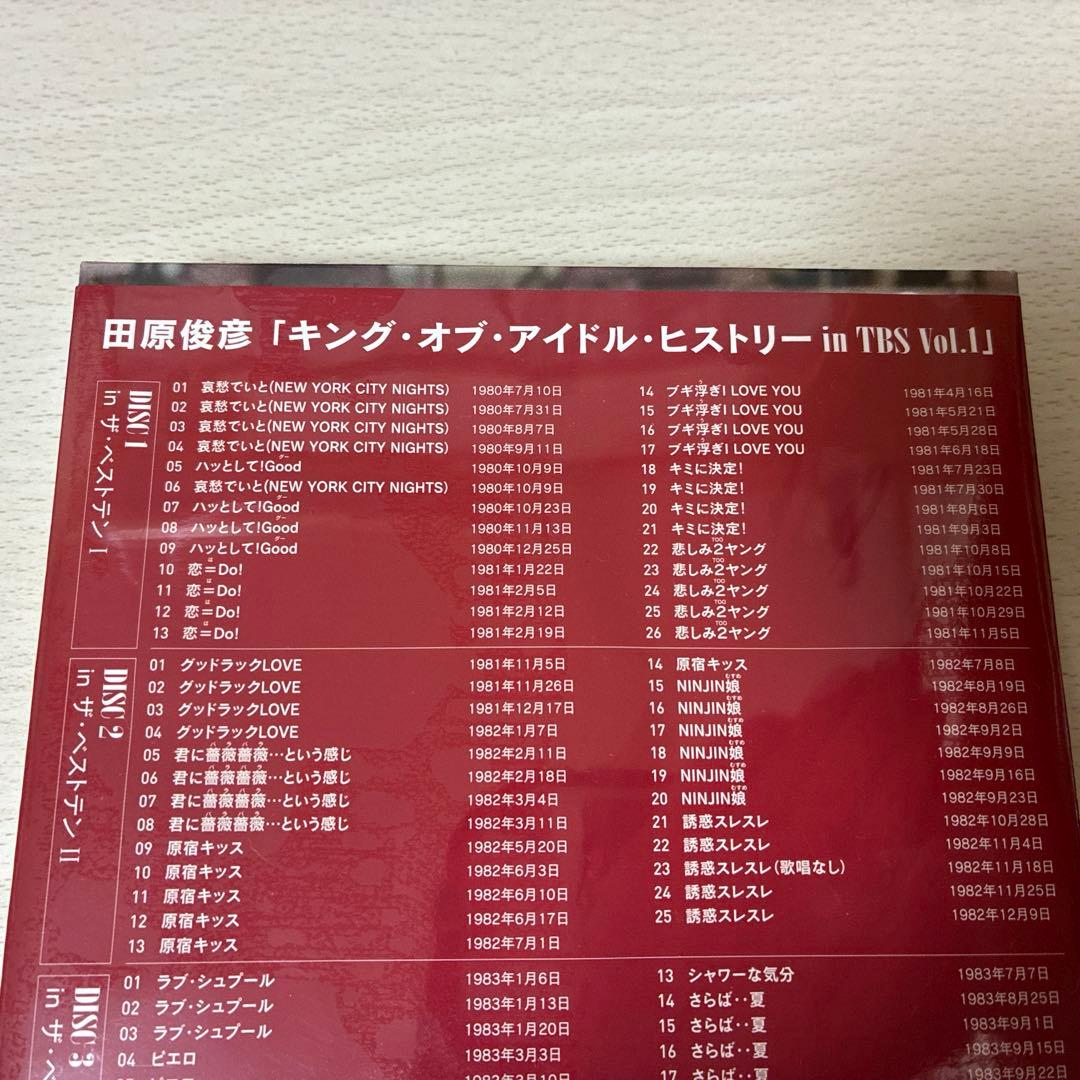 田原俊彦「キング・オブ・アイドル・ヒストリー in TBS Vol.1」
DISC 1
in ザ・ベストテン I
01 哀愁でいと(NEW YORK CITY NIGHTS) 1980年7月10日
02 哀愁でいと(NEW YORK CITY NIGHTS) 1980年7月31日
03 哀愁でいと(NEW YORK CITY NIGHTS) 1980年8月7日
04 哀愁でいと(NEW YORK CITY NIGHTS) 1980年9月11日
05 ハッとして!Good 1980年10月9日
06 哀愁でいと(NEW YORK CITY NIGHTS) 1980年10月9日
07 ハッとして!Good 1980年10月23日
08 ハッとして!Good 1980年11月13日
09 ハッとして!Good 1980年12月25日
10 恋=Do! 1981年1月22日
11 恋=Do! 1981年2月5日
12 恋=Do! 1981年2月12日
13 恋=Do! 1981年2月19日
14 ブギ浮ぎI LOVE YOU 1981年4月16日
15 ブギ浮ぎI LOVE YOU 1981年5月21日
16 ブギ浮ぎI LOVE YOU 1981年5月28日
17 ブギ浮ぎI LOVE YOU 1981年6月18日
18 キミに決定! 1981年7月23日
19 キミに決定! 1981年7月30日
20 キミに決定! 1981年8月6日
21 キミに決定! 1981年9月3日
22 悲しみ2ヤング 1981年10月8日
23 悲しみ2ヤング 1981年10月15日
24 悲しみ2ヤング 1981年10月22日
25 悲しみ2ヤング 1981年10月29日
26 悲しみ2ヤング 1981年11月5日
DISC 2
in ザ・ベストテン II
01 グッドラックLOVE 1981年11月5日
02 グッドラックLOVE 1981年11月26日
03 グッドラックLOVE 1981年12月17日
04 グッドラックLOVE 1982年1月7日
05 君に薔薇薔薇…という感じ 1982年2月11日
06 君に薔薇薔薇…という感じ 1982年2月18日
07 君に薔薇薔薇…という感じ 1982年3月4日
08 君に薔薇薔薇…という感じ 1982年3月11日
09 原宿キッス 1982年5月20日
10 原宿キッス 1982年6月3日
11 原宿キッス 1982年6月10日
12 原宿キッス 1982年6月17日
13 原宿キッス 1982年7月1日
14 原宿キッス 1982年7月8日
15 NINJIN娘 1982年8月19日
16 NINJIN娘 1982年8月26日
17 NINJIN娘 1982年9月2日
18 NINJIN娘 1982年9月9日
19 NINJIN娘 1982年9月16日
20 NINJIN娘 1982年9月23日
21 誘惑スレスレ 1982年10月28日
22 誘惑スレスレ 1982年11月4日
23 誘惑スレスレ(歌唱なし) 1982年11月18日
24 誘惑スレスレ 1982年11月25日
25 誘惑スレスレ 1982年12月9日
DISC 3
in ザ・ベ
01 ラブ・シュプール 1983年1月6日
02 ラブ・シュプール 1983年1月13日
03 ラブ・シュプール 1983年1月20日
04 ピエロ 1983年3月3日
1983年3月10日
13 シャワーな気分 1983年7月7日
14 さらば‥夏 1983年8月25日
15 さらば‥夏 1983年9月1日
16 さらば‥夏 1983年9月15日
17 さらば‥夏 1983年9月22日